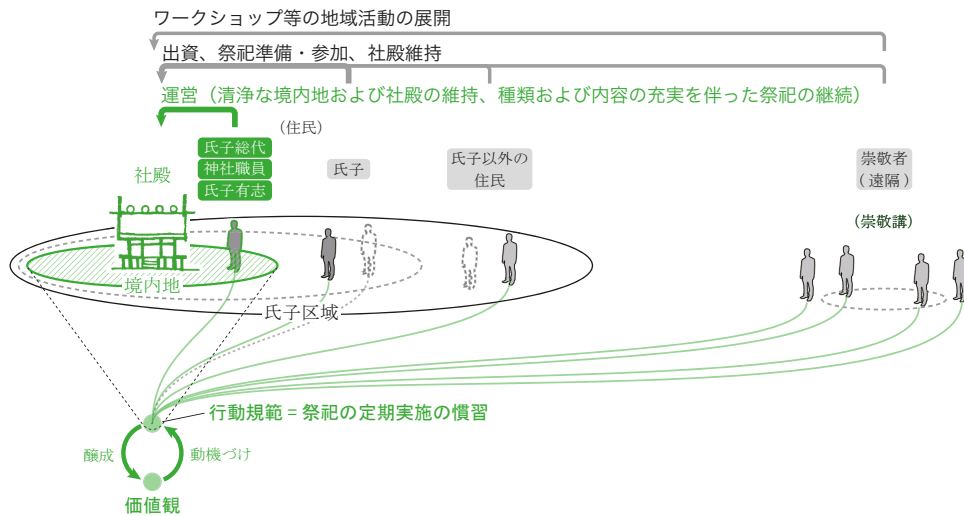 ワークショップ等の地域活動の展開
出資、祭祀準備・参加、社殿維持
運営（清浄な境内地および社殿の維持、種類および内容の充実を伴った祭祀の継続）
（住民）
氏子総代
神社職員
氏子有志
社殿
氏子
氏子以外の
住民
崇敬者
（遠隔）
（崇敬講）
境内地
氏子区域
行動規範 = 祭祀の定期実施の慣習
醸成
動機づけ
価値観